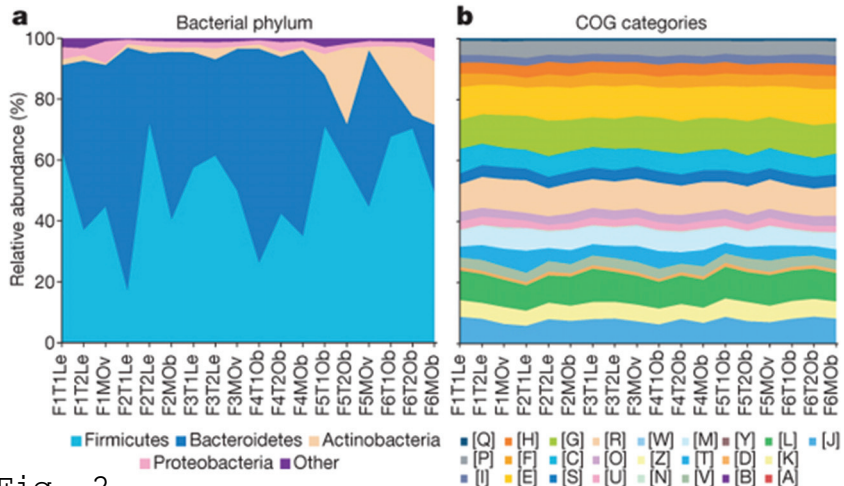 a
Bacterial phylum
100
80
60
40
20
0
Relative abundance (%)
F1T1Le
F1T2Le
F1MOv
F2T1Le
F2T2Le
F2MOb
F3T1Le
F3T2Le
F3MOv
F4T1Ob
F4T2Ob
F4MOb
F5T1Ob
F5T2Ob
F5MOv
F6T1Ob
F6T2Ob
F6MOb
Firmicutes Bacteroidetes Actinobacteria
Proteobacteria Other
b
COG categories
F1T1Le
F1T2Le
F1MOv
F2T1Le
F2T2Le
F2MOb
F3T1Le
F3T2Le
F3MOv
F4T1Ob
F4T2Ob
F4MOb
F5T1Ob
F5T2Ob
F5MOv
F6T1Ob
F6T2Ob
F6MOb
[Q] [H] [G] [R] [W] [M] [Y] [L] [J]
[P] [F] [C] [O] [Z] [T] [D] [K]
[I] [E] [S] [U] [N] [V] [B] [A]